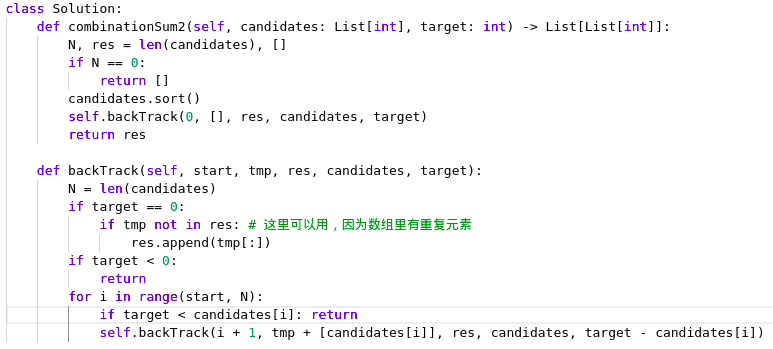 class Solution:
    def combinationSum2(self, candidates: List[int], target: int) -> List[List[int]]:
        N, res = len(candidates), []
        if N == 0:
            return []
        candidates.sort()
        self.backTrack(0, [], res, candidates, target)
        return res

    def backTrack(self, start, tmp, res, candidates, target):
        N = len(candidates)
        if target == 0:
            if tmp not in res: # 这里可以用，因为数组里有重复元素
                res.append(tmp[:])
        if target < 0:
            return
        for i in range(start, N):
            if target < candidates[i]: return
            self.backTrack(i + 1, tmp + [candidates[i]], res, candidates, target - candidates[i])